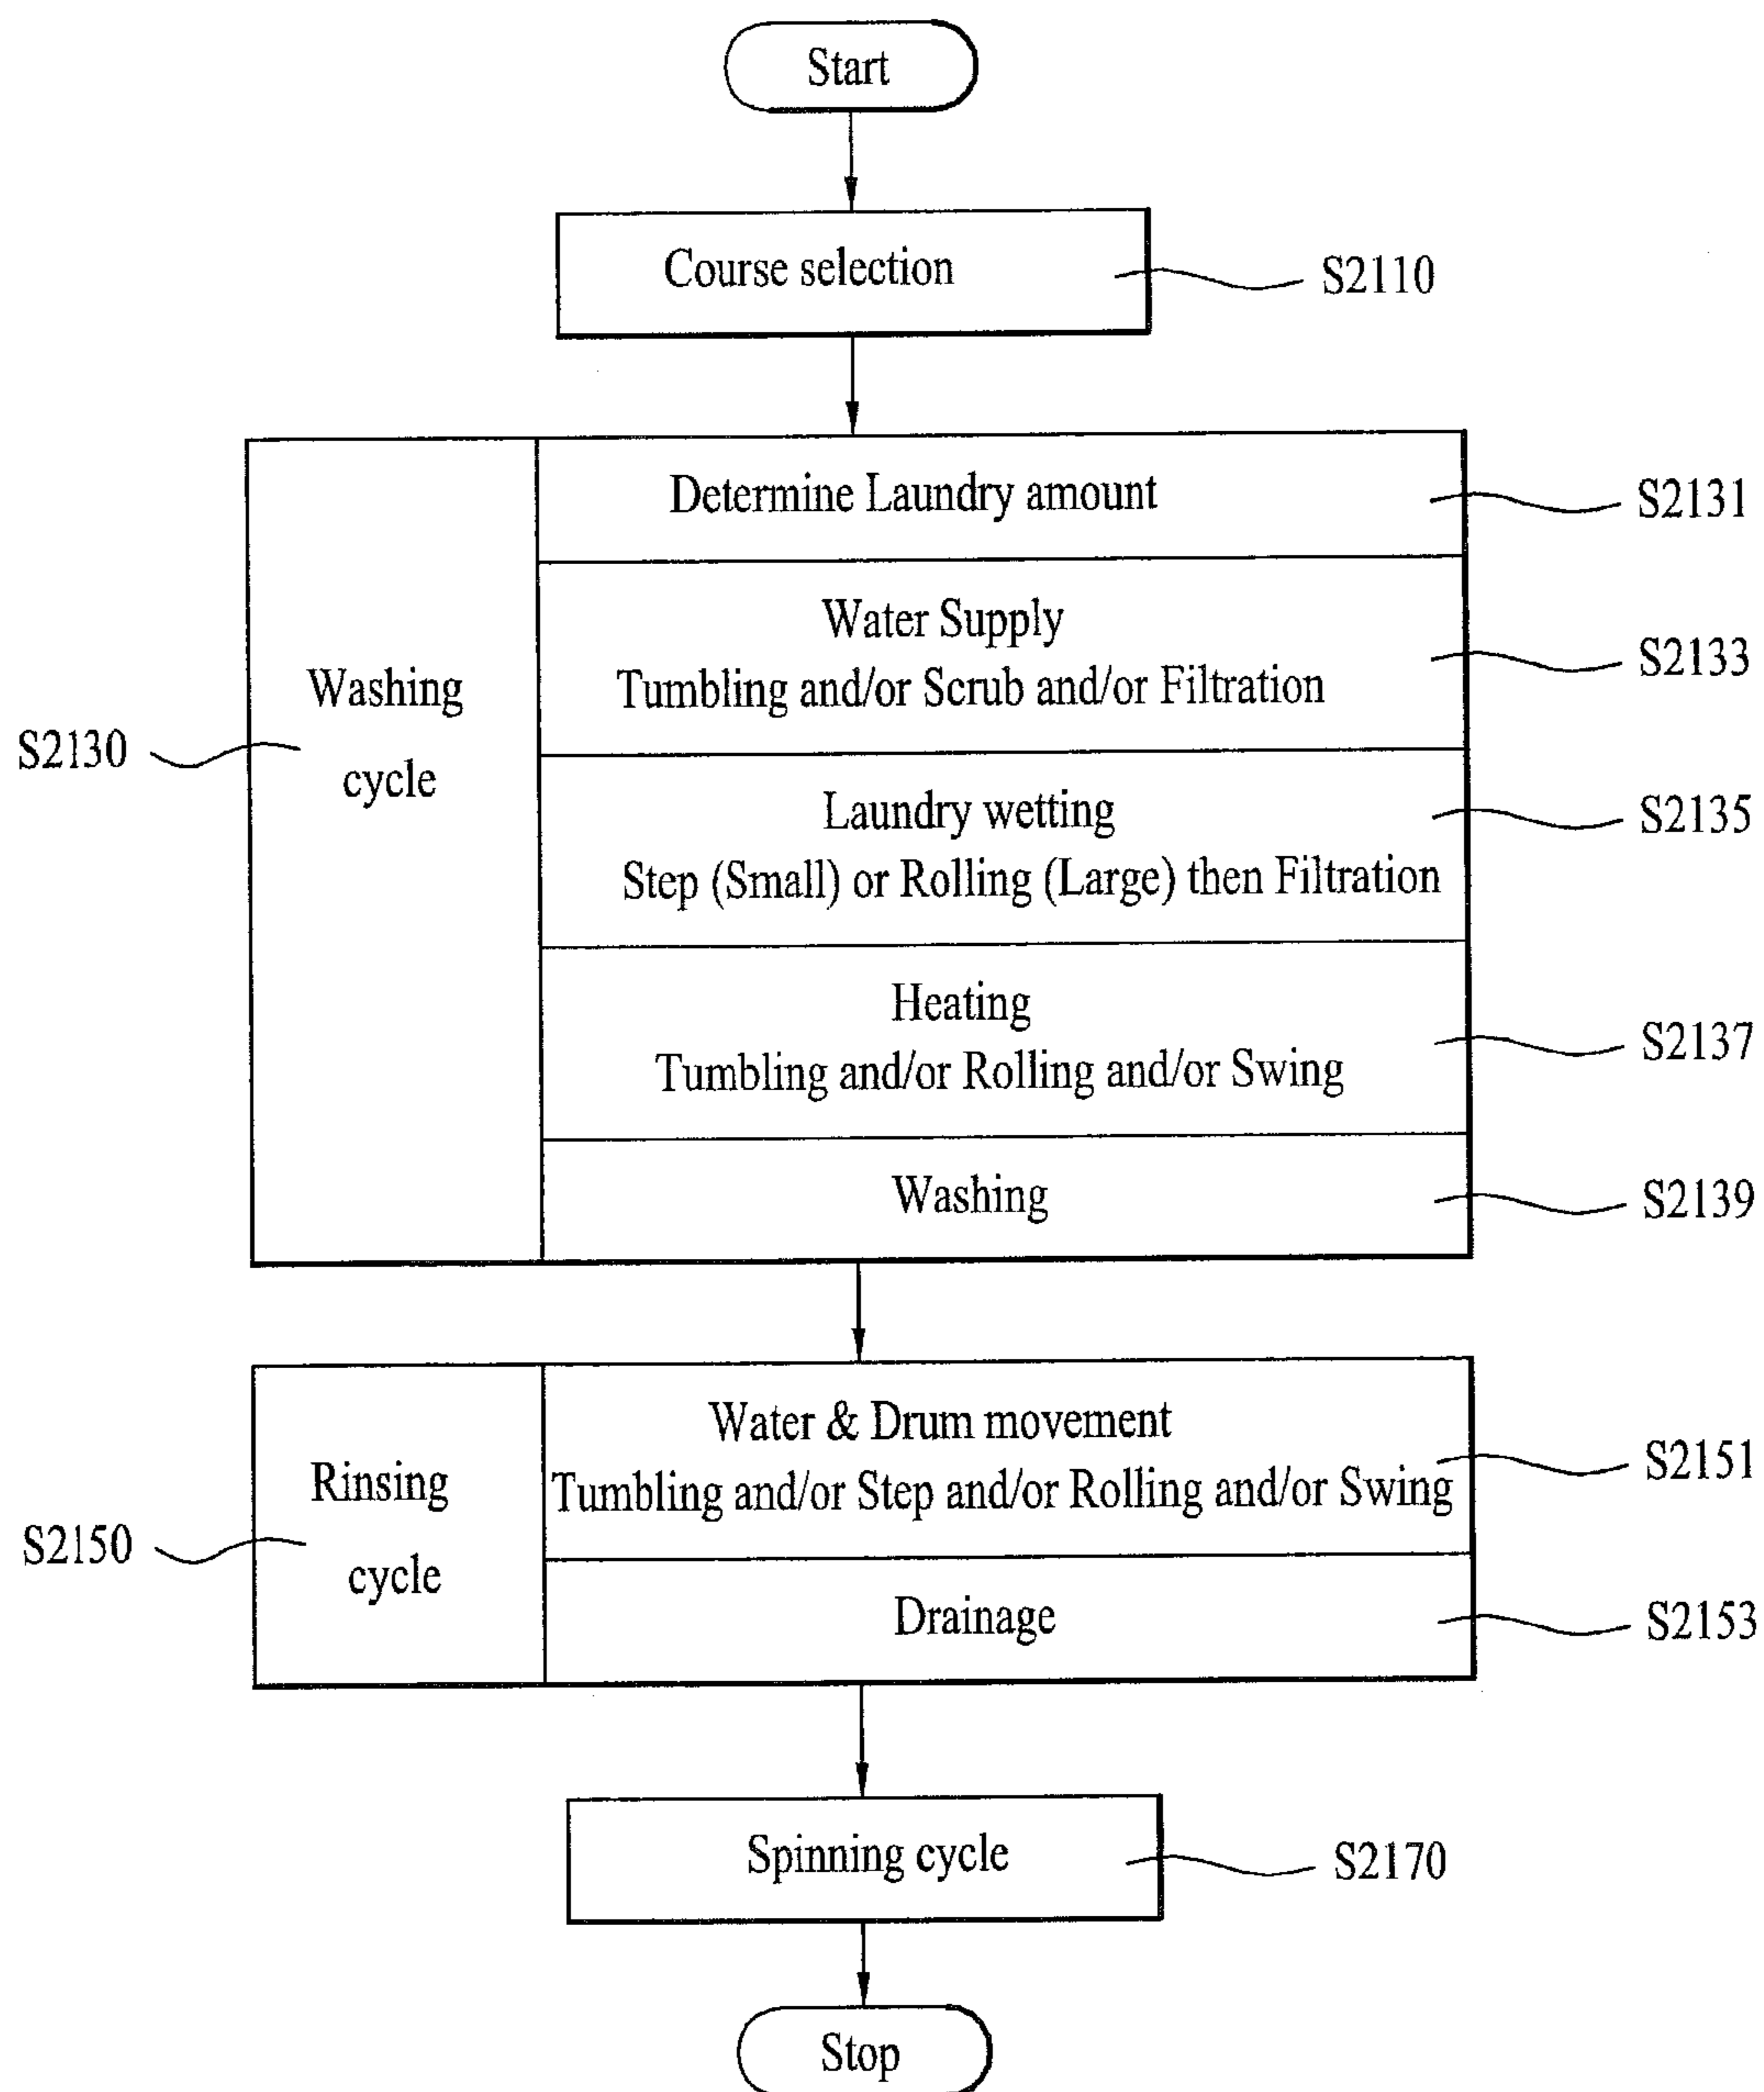 Start
Course selection
S2110
Determine Laundry amount
S2131
Water Supply
Tumbling and/or Scrub and/or Filtration
S2133
Washing
cycle
S2130
Laundry wetting
Step (Small) or Rolling (Large) then Filtration
S2135
Heating
Tumbling and/or Rolling and/or Swing
S2137
Washing
S2139
Water & Drum movement
Tumbling and/or Step and/or Rolling and/or Swing
S2151
Rinsing
cycle
S2150
Drainage
S2153
Spinning cycle
S2170
Stop